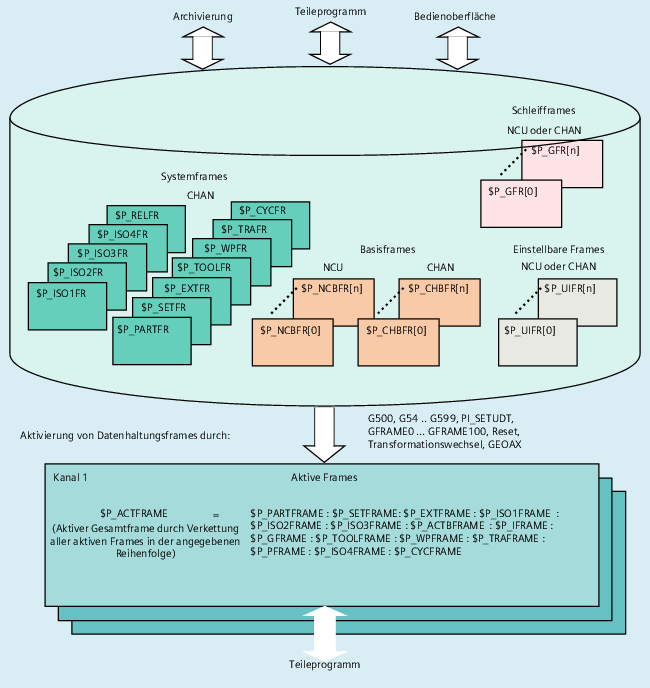 Archivierung
Teileprogramm
Bedienoberfläche
Schleifframes
NCU oder CHAN
$P_GFR[n]
$P_GFR[0]
Systemframes
CHAN
$P_RELFR
$P_ISO4FR
$P_ISO3FR
$P_ISO2FR
$P_ISO1FR
$P_CYCFR
$P_TRAFR
$P_WPFR
$P_TOOLFR
$P_EXTFR
$P_SETFR
$P_PARTFR
Basisframes
NCU
$P_NCBFR[n]
$P_NCBFR[0]
CHAN
$P_CHBFR[n]
$P_CHBFR[0]
Einstellbare Frames
NCU oder CHAN
$P_UIFR[n]
$P_UIFR[0]
Aktivierung von Datenhaltungsframes durch:
G500, G54 .. G599, PI_SETUDT,
GFRAME0 ... GFRAME100, Reset,
Transformationswechsel, GEOAX
Kanal 1
Aktive Frames
$P_ACTFRAME =
(Aktiver Gesamtframe durch Verkettung
aller aktiven Frames in der angegebenen
Reihenfolge)
$P_PARTFRAME : $P_SETFRAME: $P_EXTFRAME : $P_ISO1FRAME :
$P_ISO2FRAME : $P_ISO3FRAME : $P_ACTBFRAME : $P_IFRAME :
$P_GFRAME : $P_TOOLFRAME : $P_WPFRAME : $P_TRAFRAME :
$P_PFRAME : $P_ISO4FRAME : $P_CYCFRAME
Teileprogramm